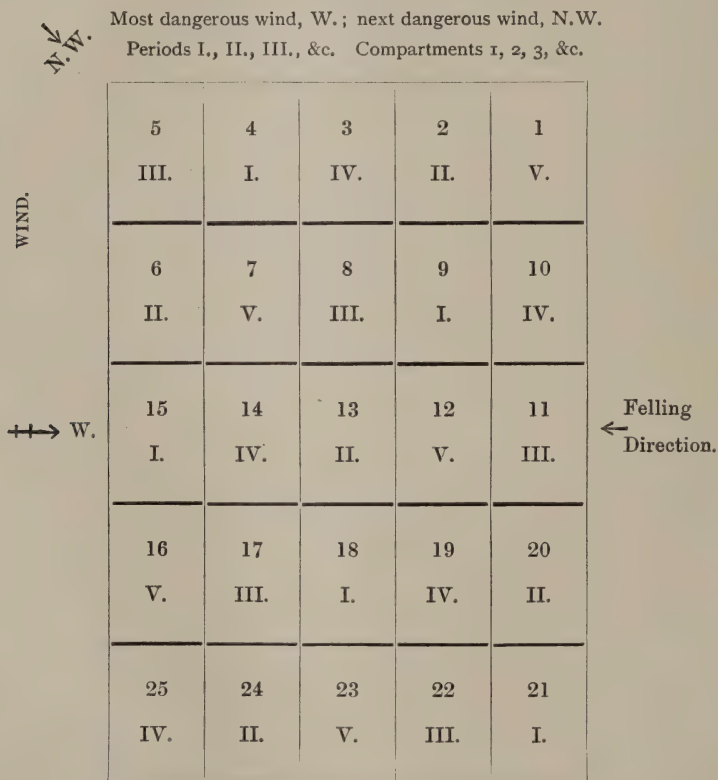 Most dangerous wind, W.; next dangerous wind, N.W.
Periods I., II., III., &c. Compartments 1, 2, 3, &c.
N.W.
WIND.
5 4 3 2 1
III. I. IV. II. V.
6 7 8 9 10
II. V. III. I. IV.
15 14 13 12 11
I. IV. II. V. III.
W.
Felling
Direction.
16 17 18 19 20
V. III. I. IV. II.
25 24 23 22 21
IV. II. V. III. I.